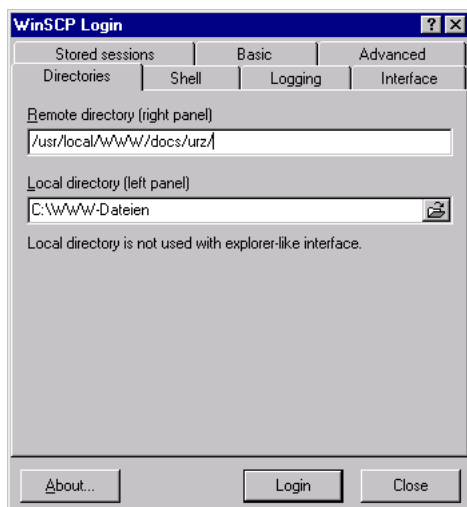 WinSCP Login
Stored sessions Basic Advanced
Directories Shell Logging Interface
Remote directory (right panel)
/usr/local/WWW//docs/urz/
Local directory (left panel)
C:\WWW-Dateien
Local directory is not used with explorer-like interface.
About... Login Close